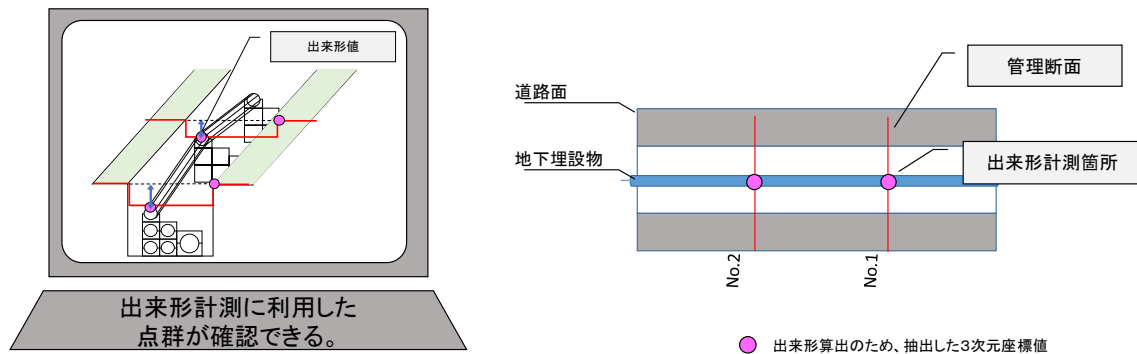 出来形値
出来形計測に利用した
点群が確認できる。
管理断面
道路面
地下埋設物
出来形計測箇所
No.2
No.1
出来形算出のため、抽出した3次元座標値